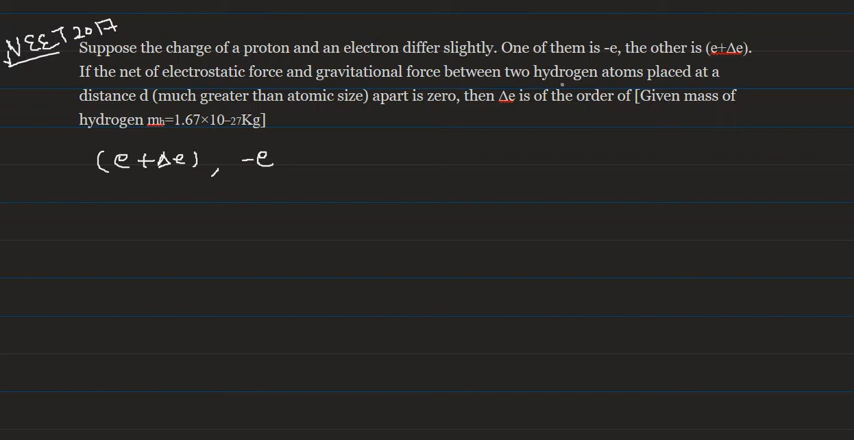 NEET 2017
Suppose the charge of a proton and an electron differ slightly. One of them is -e, the other is (e+Δe).
If the net of electrostatic force and gravitational force between two hydrogen atoms placed at a
distance d (much greater than atomic size) apart is zero, then Δe is of the order of [Given mass of
hydrogen mh=1.67×10–27Kg]
(e+Δe), -e